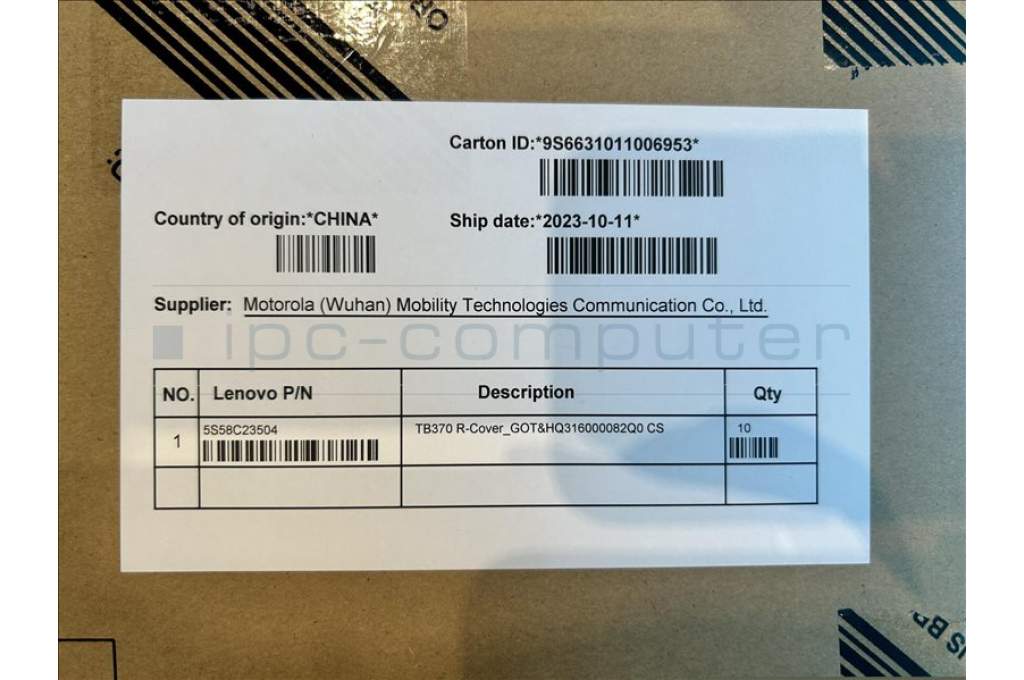 Carton ID:*9S6631011006953*
Country of origin:*CHINA*
Ship date:*2023-10-11*
Supplier: Motorola (Wuhan) Mobility Technologies Communication Co., Ltd.
ipc-computer
NO. Lenovo P/N Description Qty
1 5S58C23504 TB370 R-Cover_GOT&HQ316000082Q0 CS 10